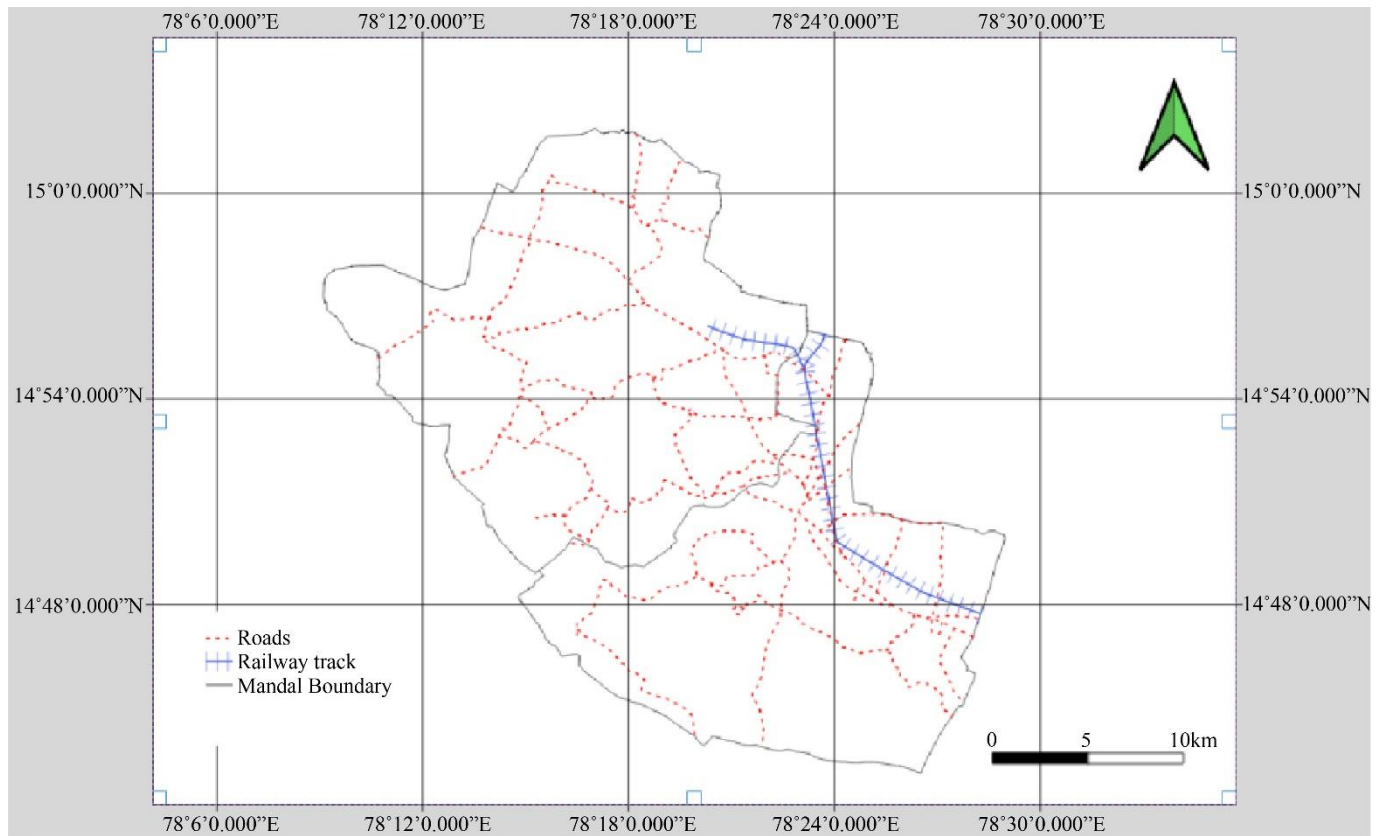 78°6′0.000”E 78°12′0.000”E 78°18′0.000”E 78°24′0.000”E 78°30′0.000”E
15°0′0.000”N 15°0′0.000”N
14°54′0.000”N 14°54′0.000”N
14°48′0.000”N 14°48′0.000”N
Roads
Railway track
Mandal Boundary
0 5 10km
78°6′0.000”E 78°12′0.000”E 78°18′0.000”E 78°24′0.000”E 78°30′0.000”E